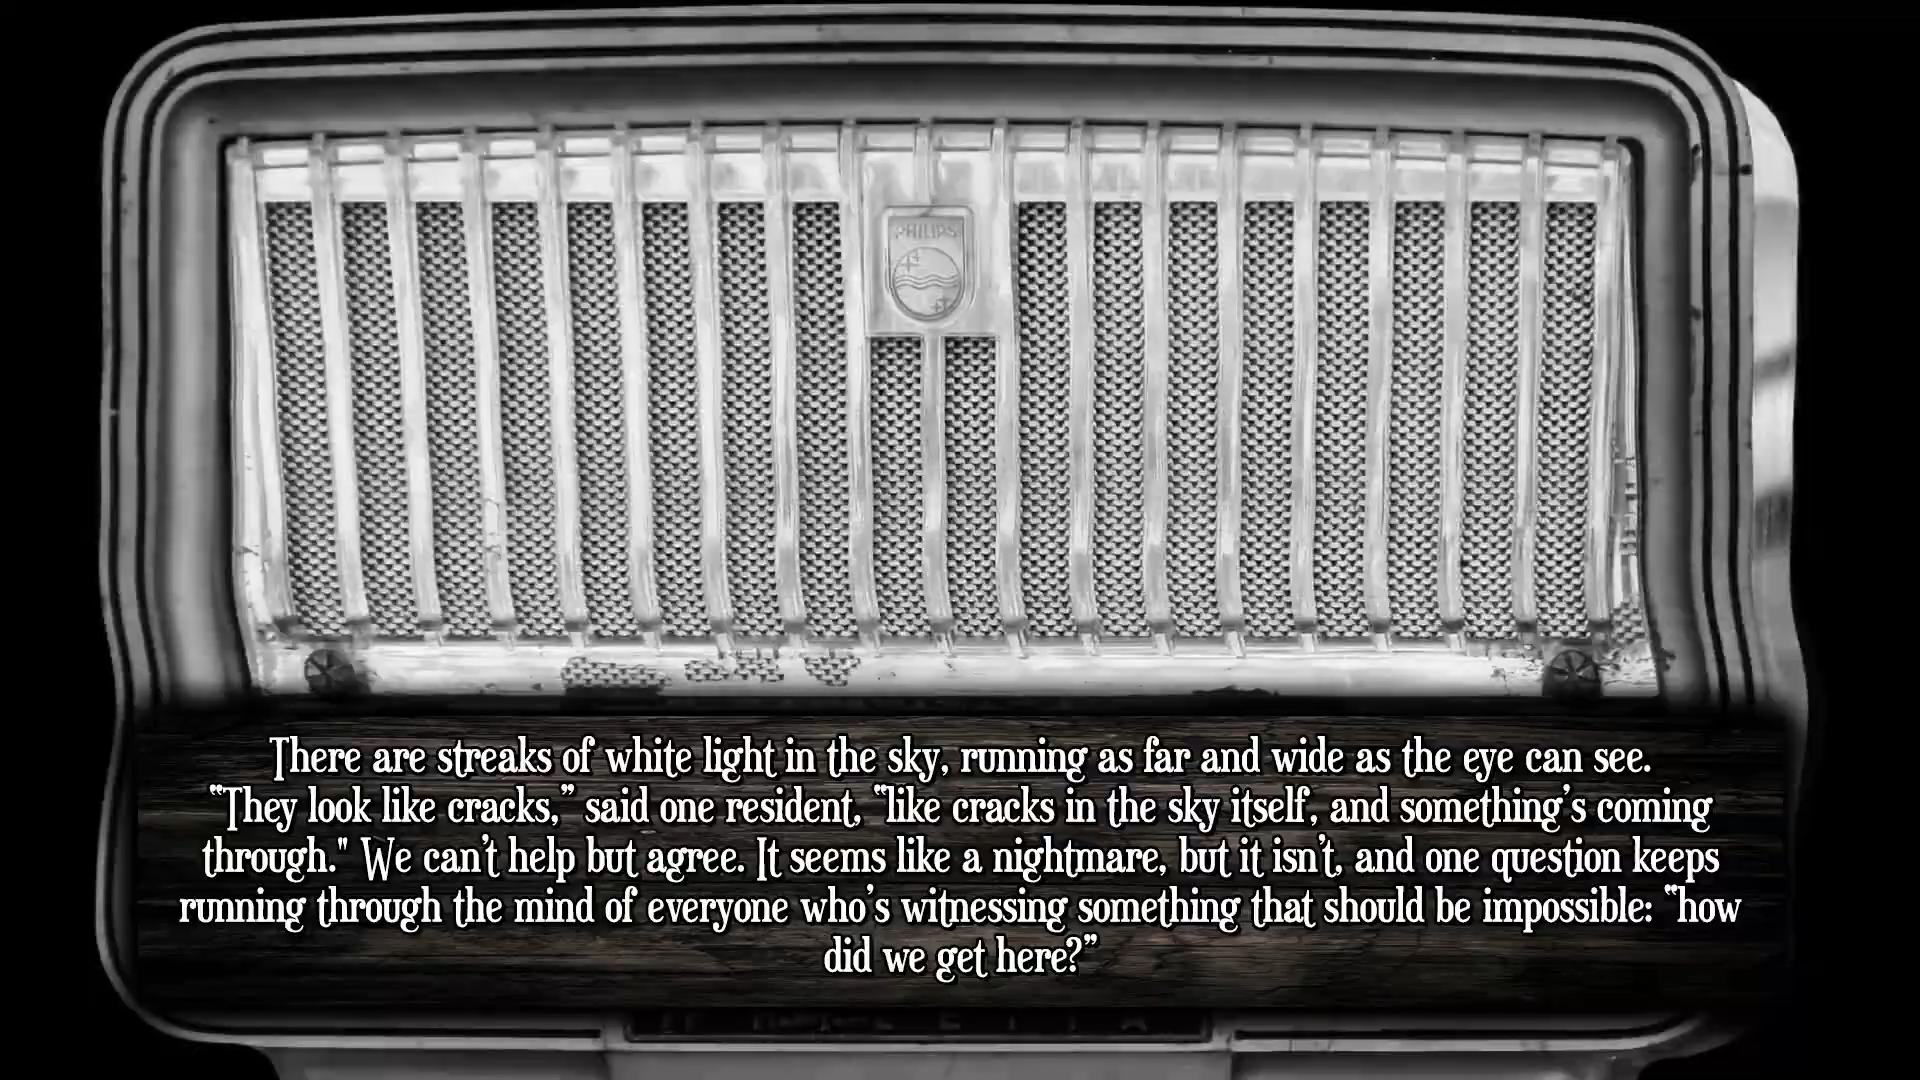 PHILIPS
There are streaks of white light in the sky, running as far and wide as the eye can see.
“They look like cracks,” said one resident, “like cracks in the sky itself, and something’s coming
through." We can’t help but agree. It seems like a nightmare, but it isn’t, and one question keeps
running through the mind of everyone who’s witnessing something that should be impossible: “how
did we get here?”